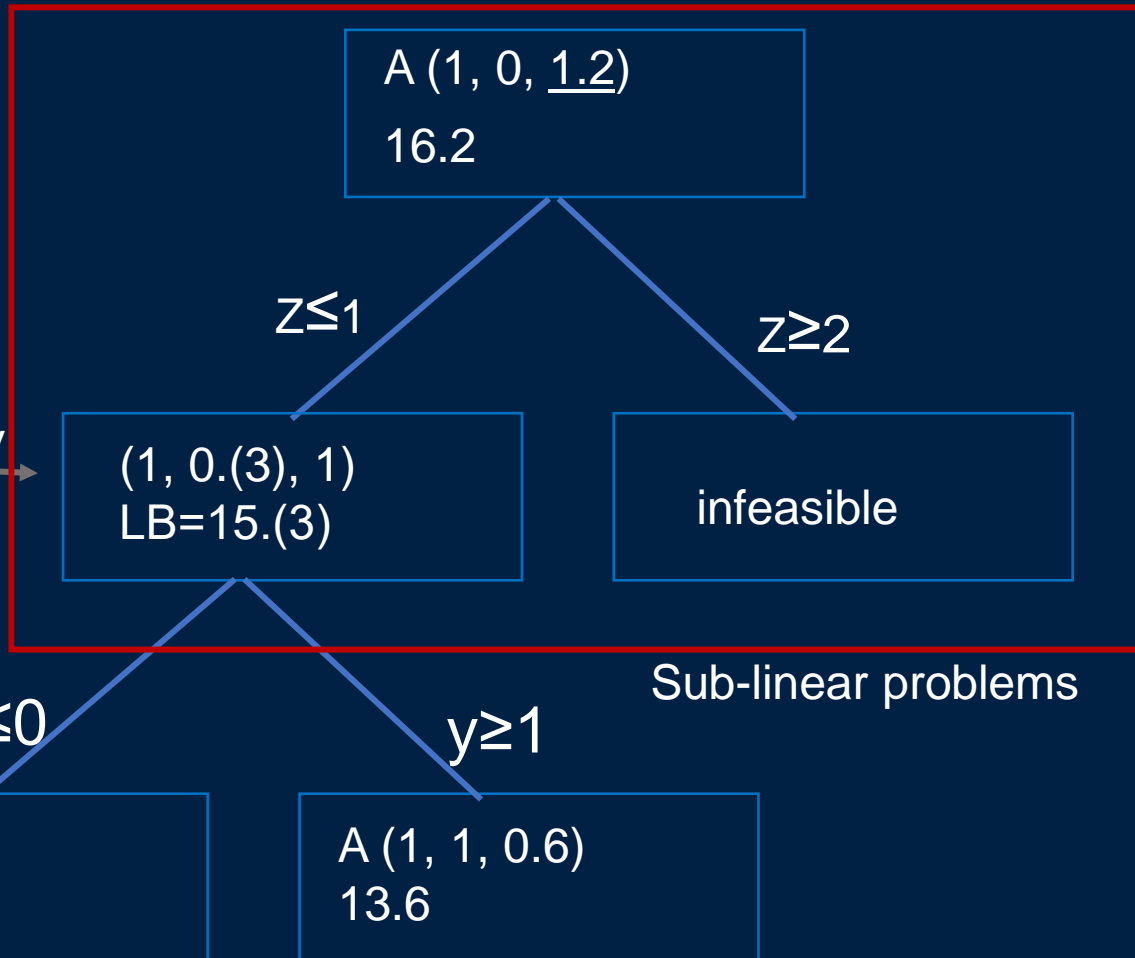 A (1, 0, 1.2)
16.2
z≤1
z≥2
(1, 0.(3), 1)
LB=15.(3)
infeasible
Sub-linear problems
≤0
y≥1
A (1, 1, 0.6)
13.6